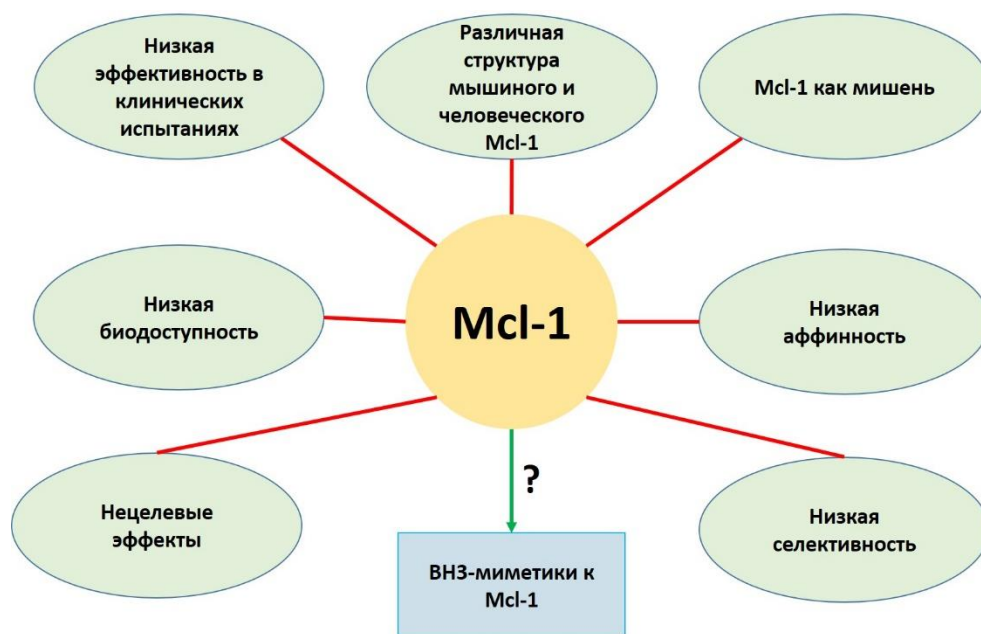 Низкая
эффективность в
клинических
испытаниях
Различная
структура
мышиного и
человеческого
Mcl-1
Mcl-1 как мишень
Низкая
биодоступность
Mcl-1
Низкая
аффинность
Нецелевые
эффекты
?
Низкая
селективность
ВН3-миметики к
Mcl-1